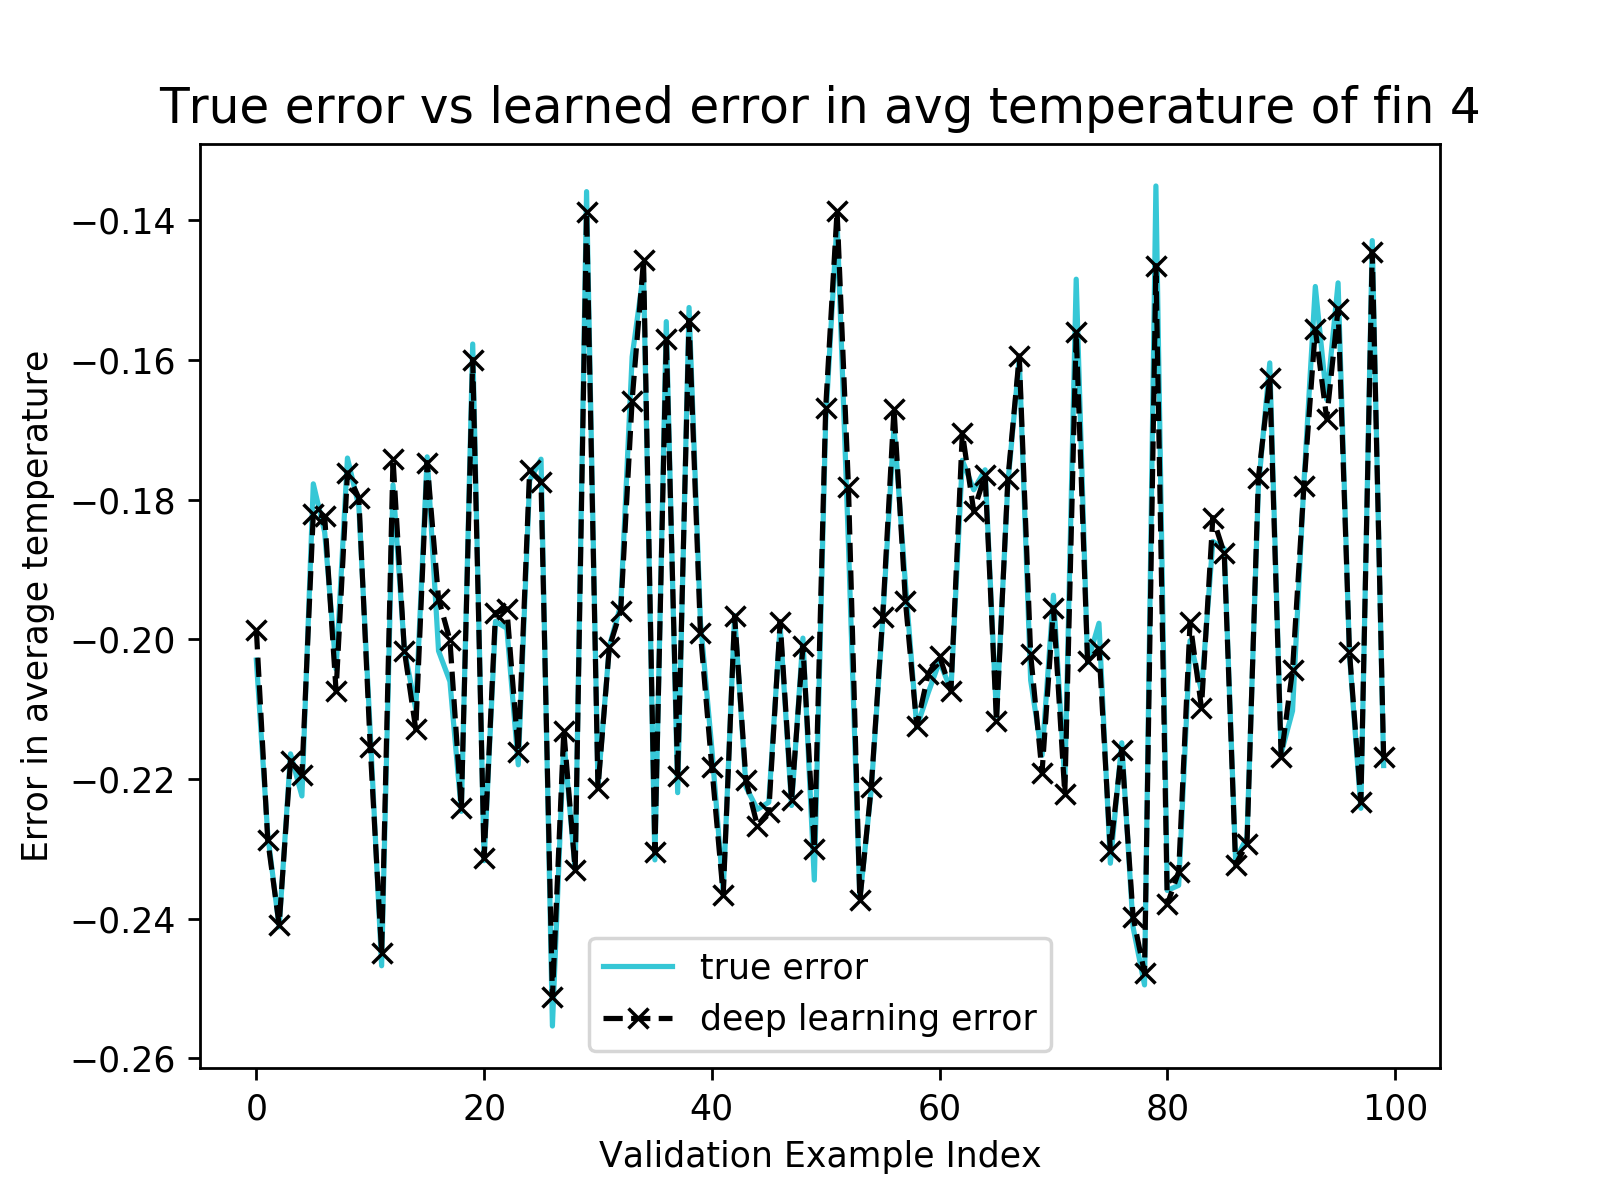 True error vs learned error in avg temperature of fin 4
Error in average temperature
−0.14
−0.16
−0.18
−0.20
−0.22
−0.24
−0.26
true error
deep learning error
0 20 40 60 80 100
Validation Example Index